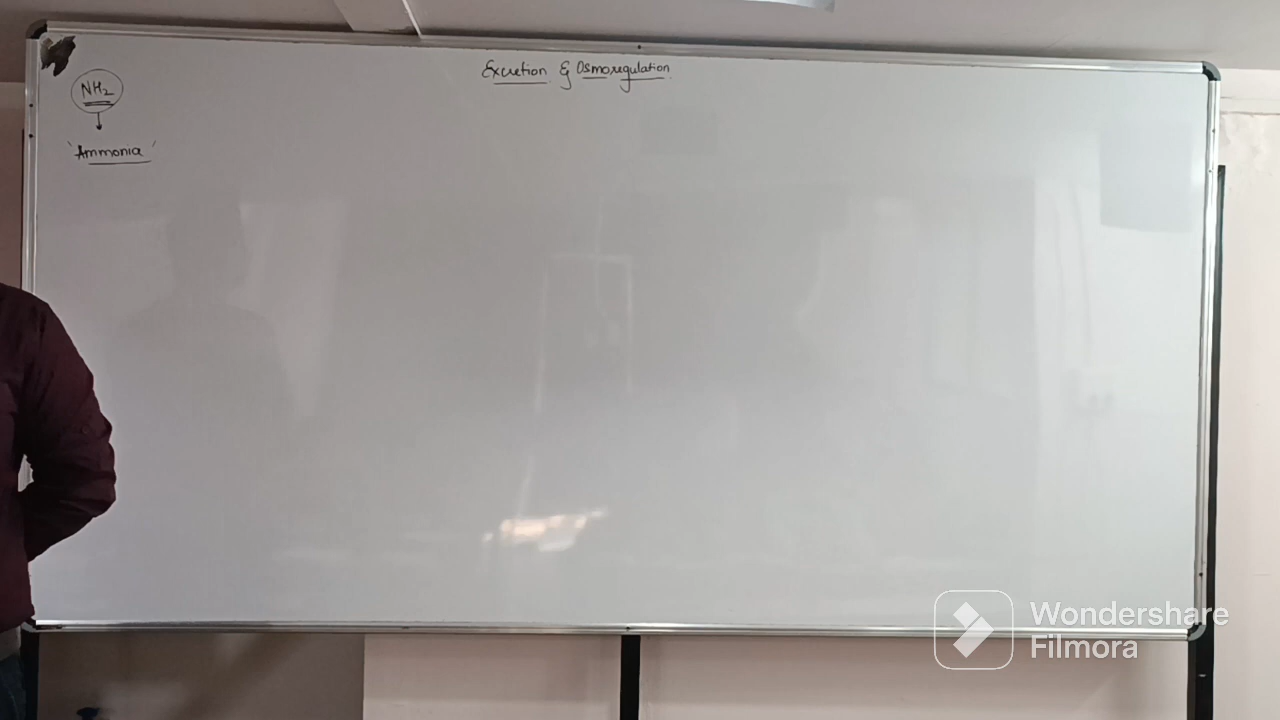 Excretion & Osmoregulation
NH2
'Ammonia'
Wondershare
Filmora